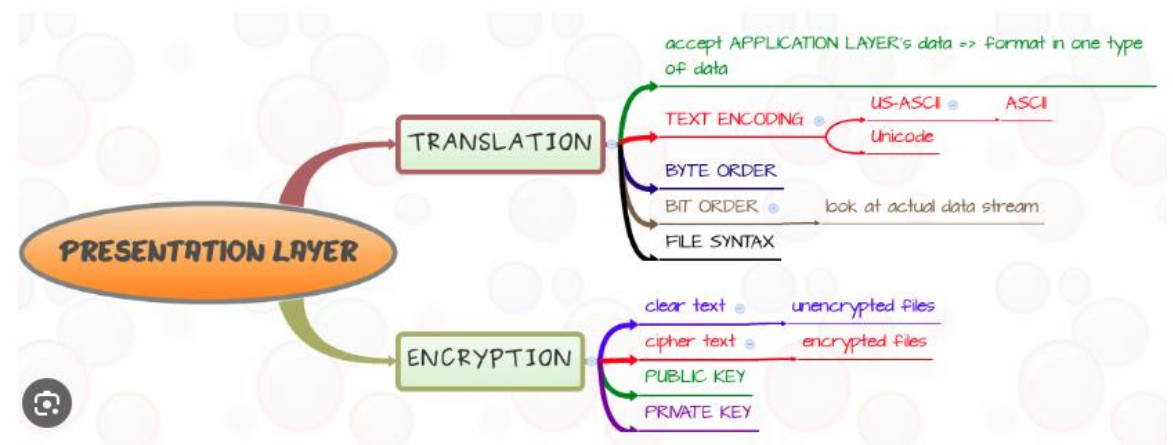 accept APPLICATION LAYER's data => format in one type
of data
US-ASCII
ASCII
TEXT ENCODING
Unicode
TRANSLATION
BYTE ORDER
BIT ORDER
look at actual data stream
FILE SYNTAX
PRESENTATION LAYER
clear text
unencrypted files
cipher text
encrypted files
ENCRYPTION
PUBLIC KEY
PRIVATE KEY